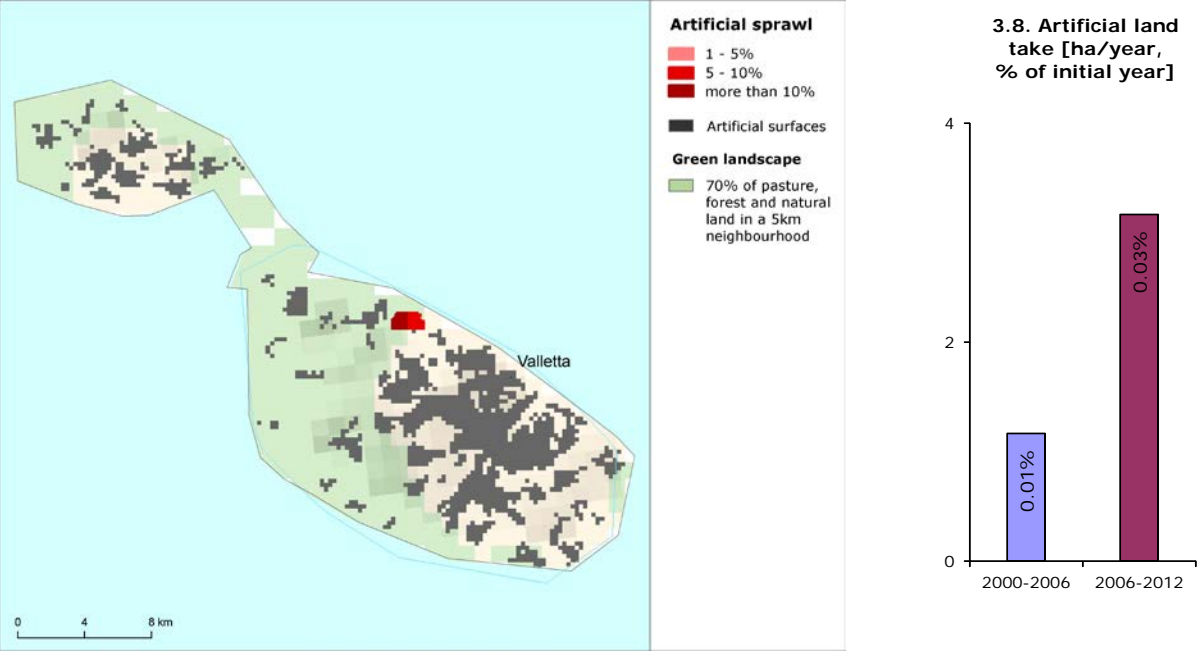 Valletta
0 4 8 km
Artificial sprawl
1 - 5%
5 - 10%
more than 10%
Artificial surfaces
Green landscape
70% of pasture,
forest and natural
land in a 5km
neighbourhood
3.8. Artificial land
take [ha/year,
% of initial year]
4
2
0
0.01%
0.03%
2000-2006 2006-2012